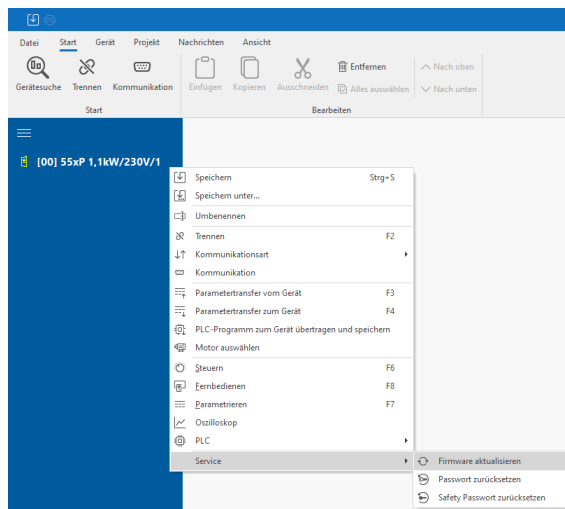 Datei Start Gerät Projekt Nachrichten Ansicht
Gerätesuche Trennen Kommunikation Einfügen Kopieren Ausschneiden Entfernen Alles auswählen Nach oben Nach unten
Start Bearbeiten
[00] 55xP 1,1kW/230V/1
Speichern Strg+S
Speichern unter...
Umbenennen
Trennen F2
Kommunikationsart
Kommunikation
Parametertransfer vom Gerät F3
Parametertransfer zum Gerät F4
PLC-Programm zum Gerät übertragen und speichern
Motor auswählen
Steuern F6
Fernbedienen F8
Parametrieren F7
Oszilloskop
PLC
Service
Firmware aktualisieren
Passwort zurücksetzen
Safety Passwort zurücksetzen